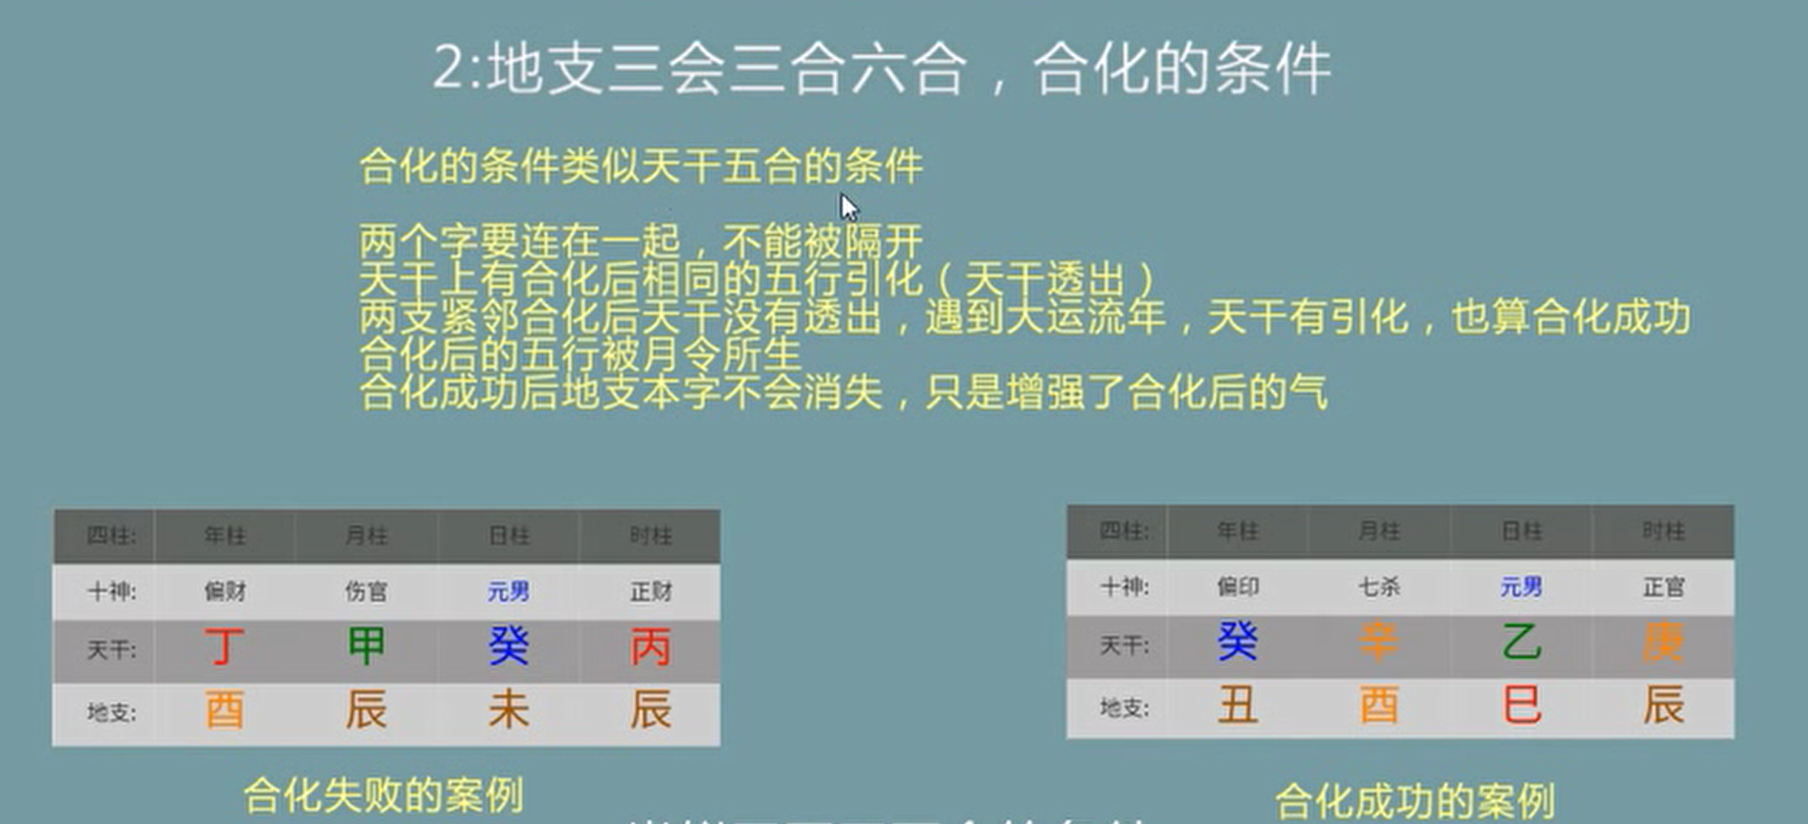 2:地支三会三合六合，合化的条件
合化的条件类似天干五合的条件
两个字要连在一起，不能被隔开
天干上有合化后相同的五行引化（天干透出）
两支紧邻合化后天干没有透出，遇到大运流年，天干有引化，也算合化成功
合化后的五行被月令所生
合化成功后地支本字不会消失，只是增强了合化后的气
四柱: 年柱 月柱 日柱 时柱
十神: 偏财 伤官 元男 正财
天干: 丁 甲 癸 丙
地支: 酉 辰 未 辰
合化失败的案例
四柱: 年柱 月柱 日柱 时柱
十神: 偏印 七杀 元男 正官
天干: 癸 辛 乙 庚
地支: 丑 酉 巳 辰
合化成功的案例